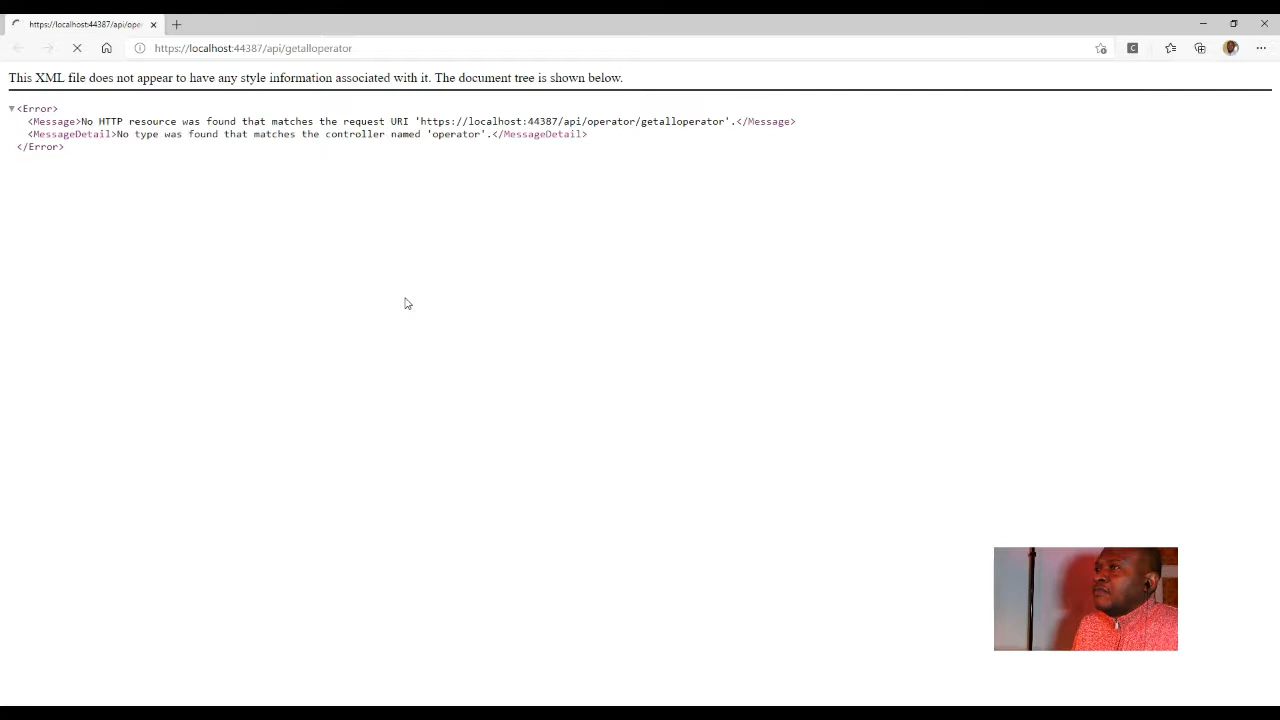 https://localhost:44387/api/ope
https://localhost:44387/api/getalloperator
C
This XML file does not appear to have any style information associated with it. The document tree is shown below.
<Error>
<Message>No HTTP resource was found that matches the request URI 'https://localhost:44387/api/operator/getalloperator'.</Message>
<MessageDetail>No type was found that matches the controller named 'operator'.</MessageDetail>
</Error>